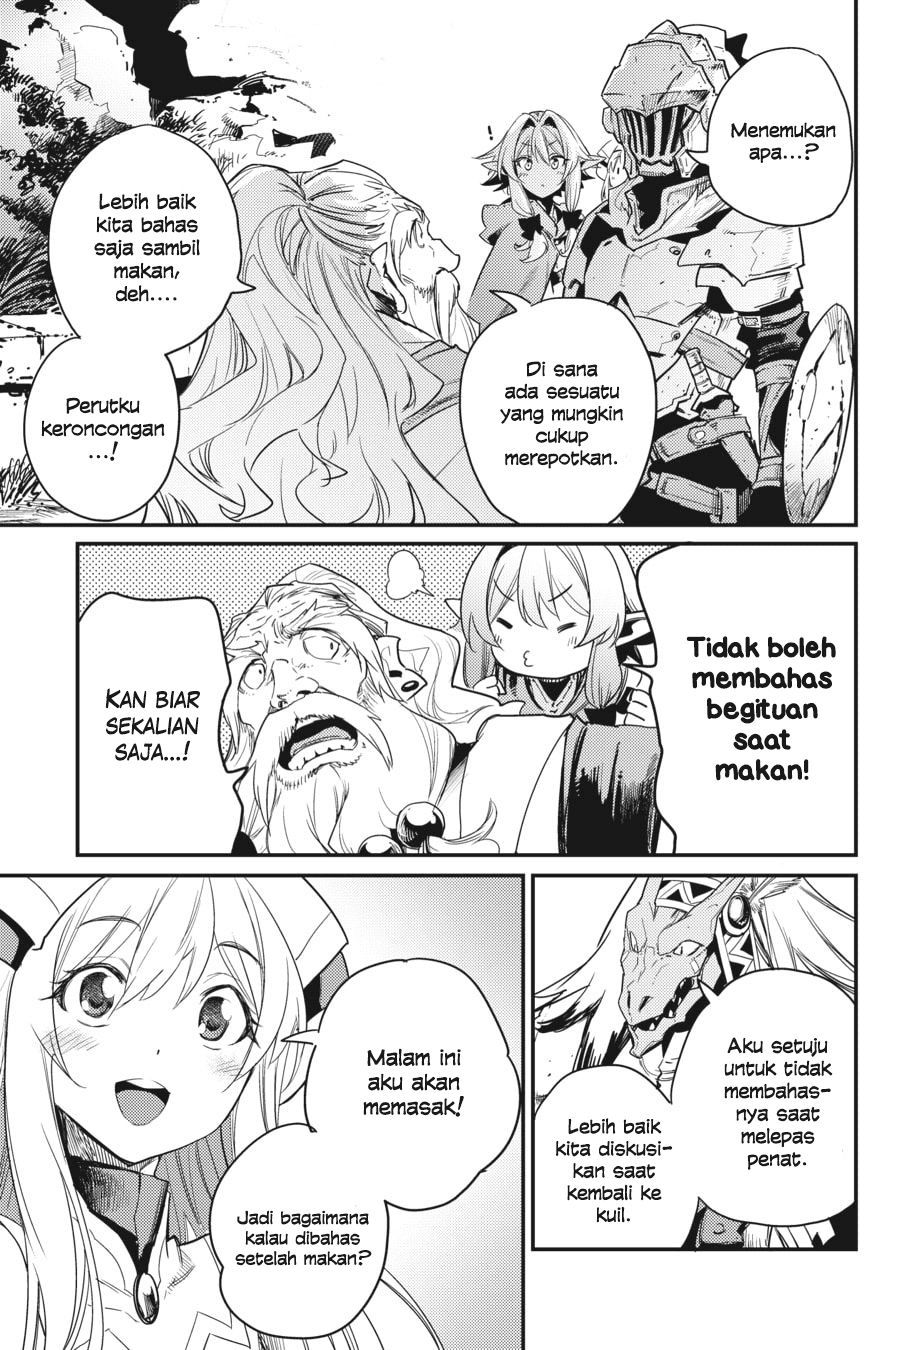 Menemukan
apa...?
!
Di sana
ada sesuatu
yang mungkin
cukup
merepotkan.
Lebih baik
kita bahas
saja sambil
makan,
deh....
Perutku
keroncongan
...!
Tidak boleh
membahas
begituan
saat
makan!
KAN BIAR
SEKALIAN
SAJA...!
Aku setuju
untuk tidak
membahas-
nya saat
melepas
penat.
Lebih baik
kita diskusi-
kan saat
kembali ke
kuil.
Malam ini
aku akan
memasak!
Jadi bagaimana
kalau dibahas
setelah makan?